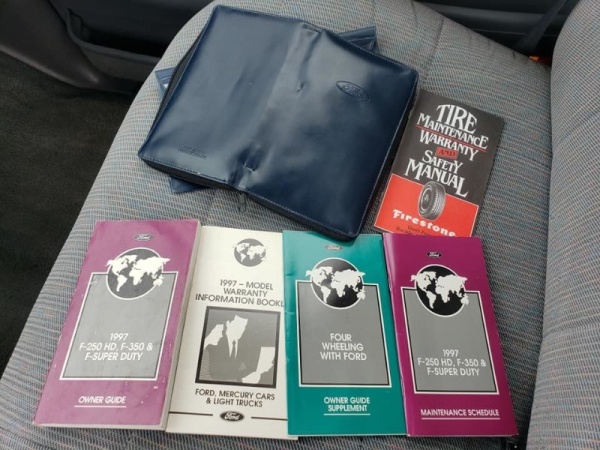 Ford
TIRE
MAINTENANCE
WARRANTY
AND
SAFETY
MANUAL
Firestone
Ford
1997
F-250 HD, F-350 &
F-SUPER DUTY
OWNER GUIDE
1997 – MODEL
WARRANTY
INFORMATION BOOKL
FORD, MERCURY CARS
& LIGHT TRUCKS
Ford
FOUR
WHEELING
WITH FORD
OWNER GUIDE
SUPPLEMENT
Ford
1997
F-250 HD, F-350 &
F-SUPER DUTY
MAINTENANCE SCHEDULE